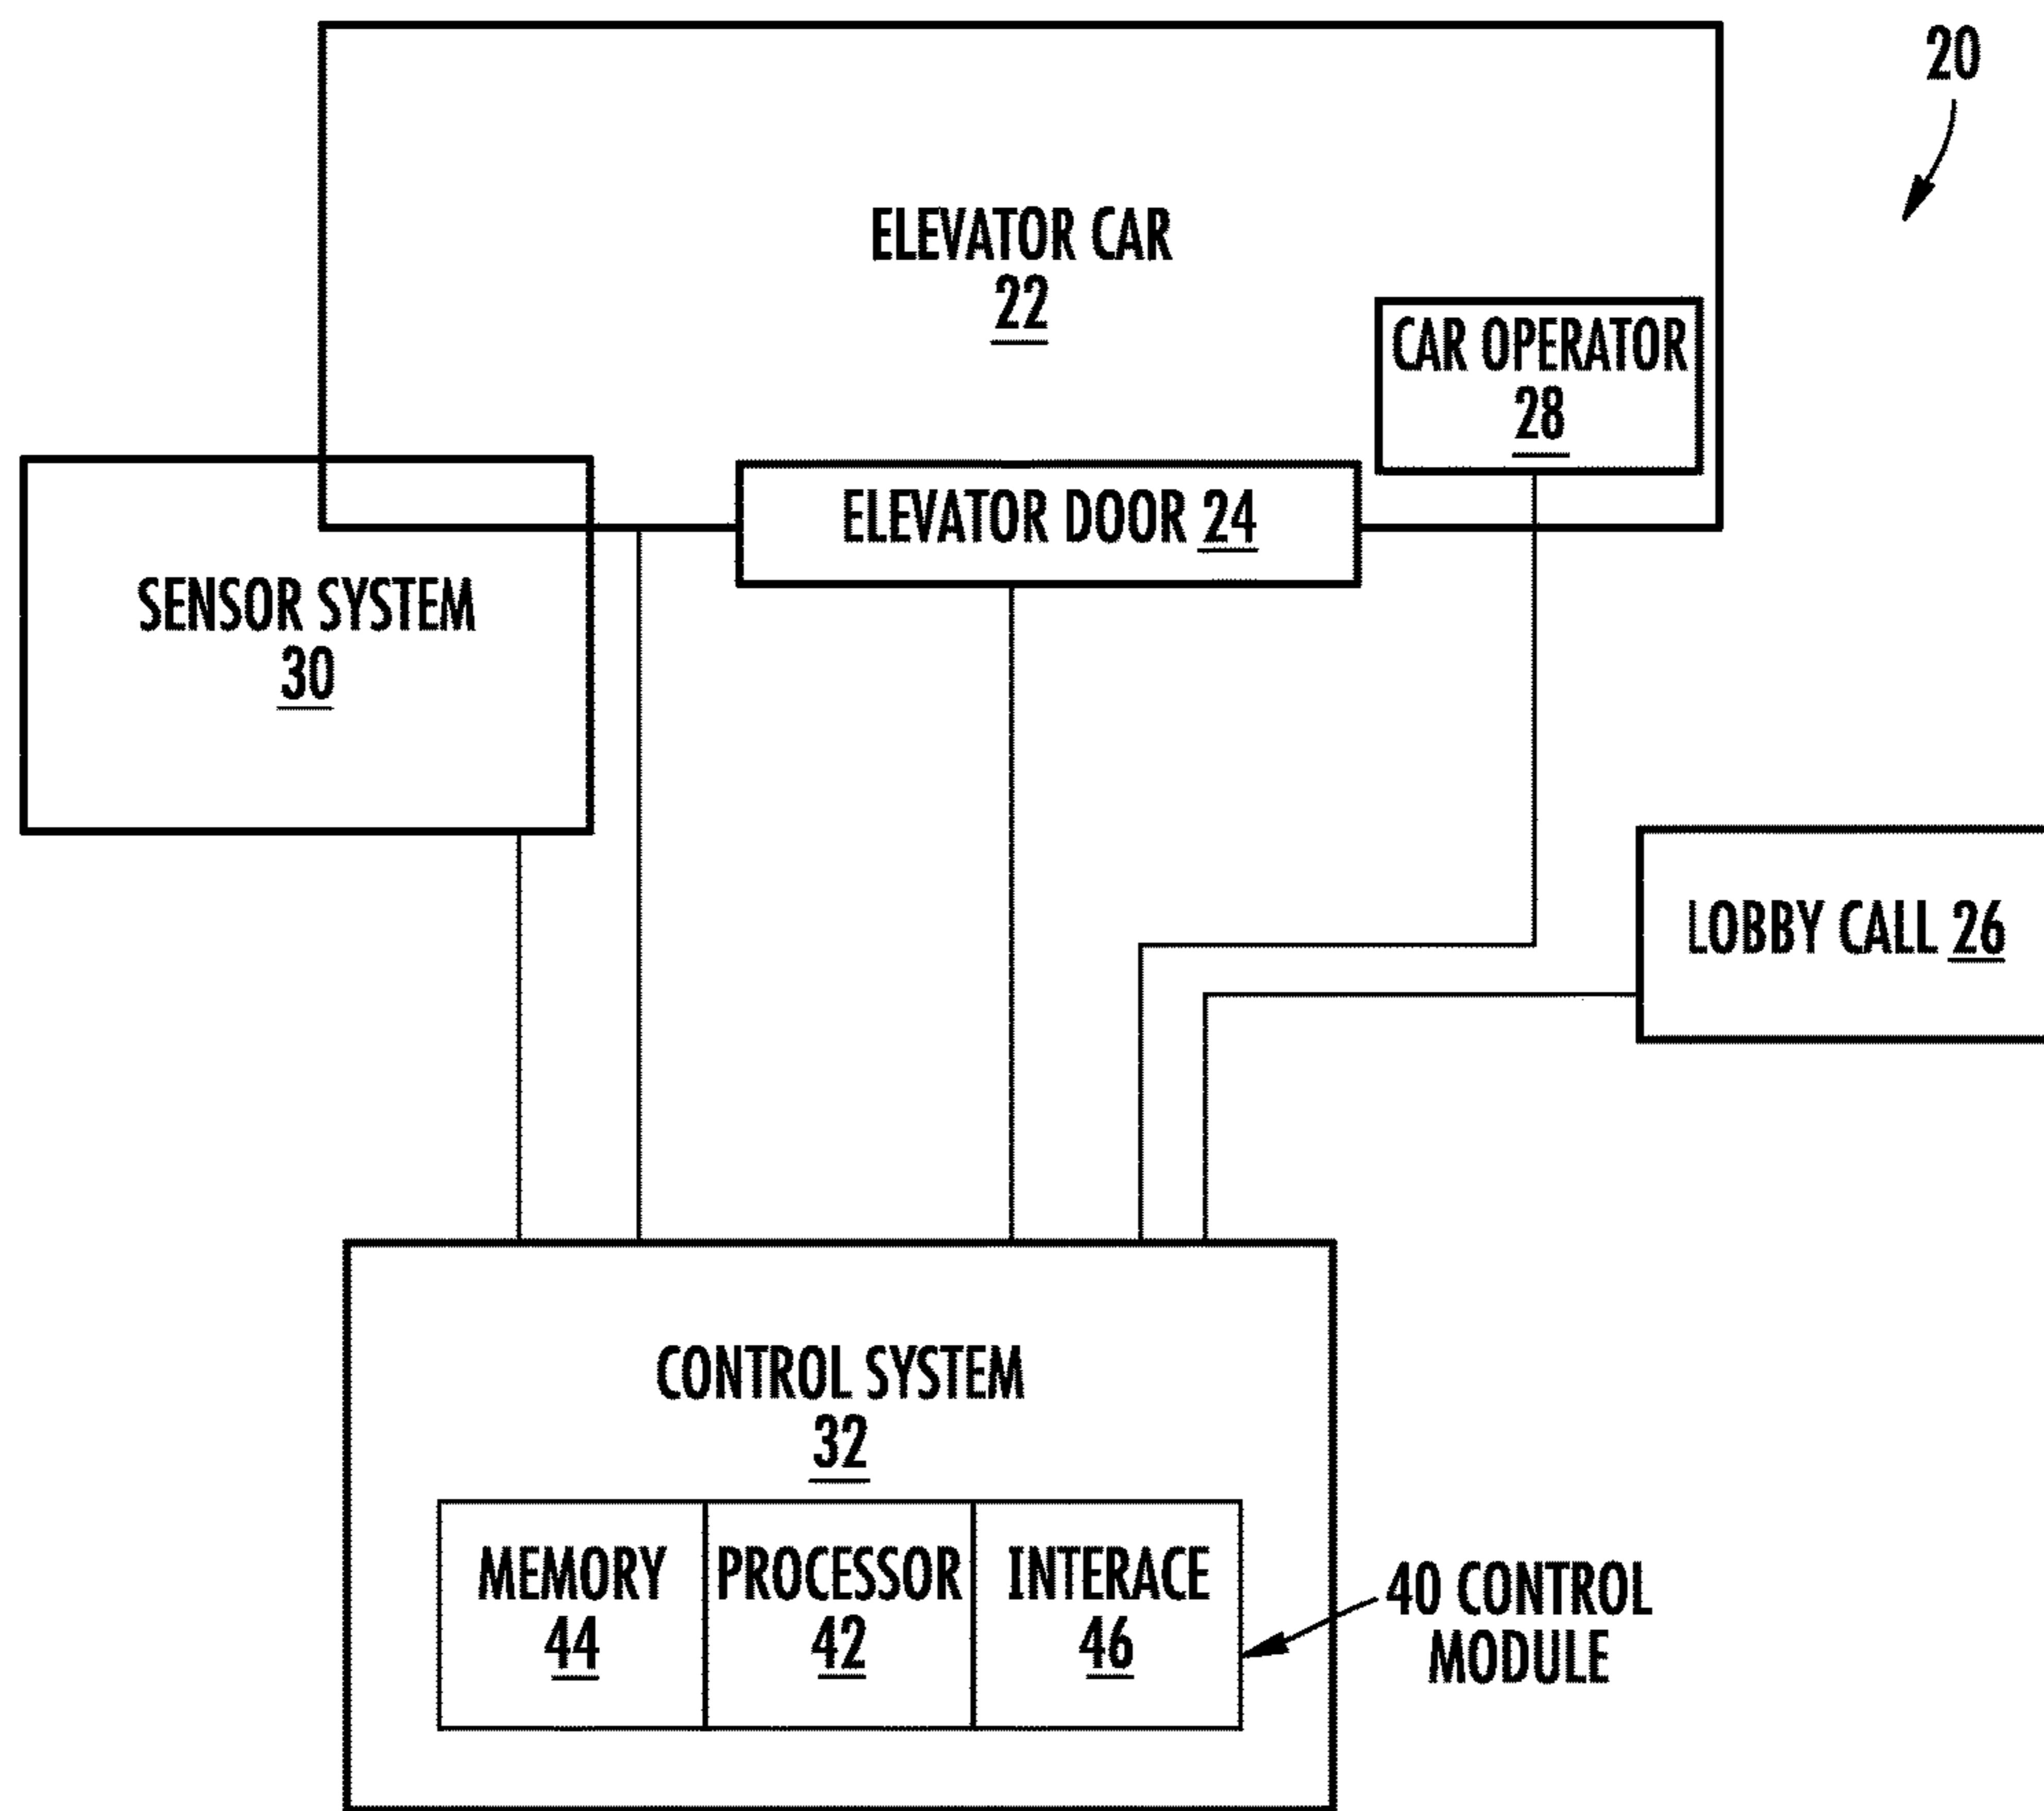 20
ELEVATOR CAR
22
CAR OPERATOR
28
ELEVATOR DOOR 24
SENSOR SYSTEM
30
LOBBY CALL 26
CONTROL SYSTEM
32
MEMORY
44
PROCESSOR
42
INTERACE
46
40 CONTROL
MODULE